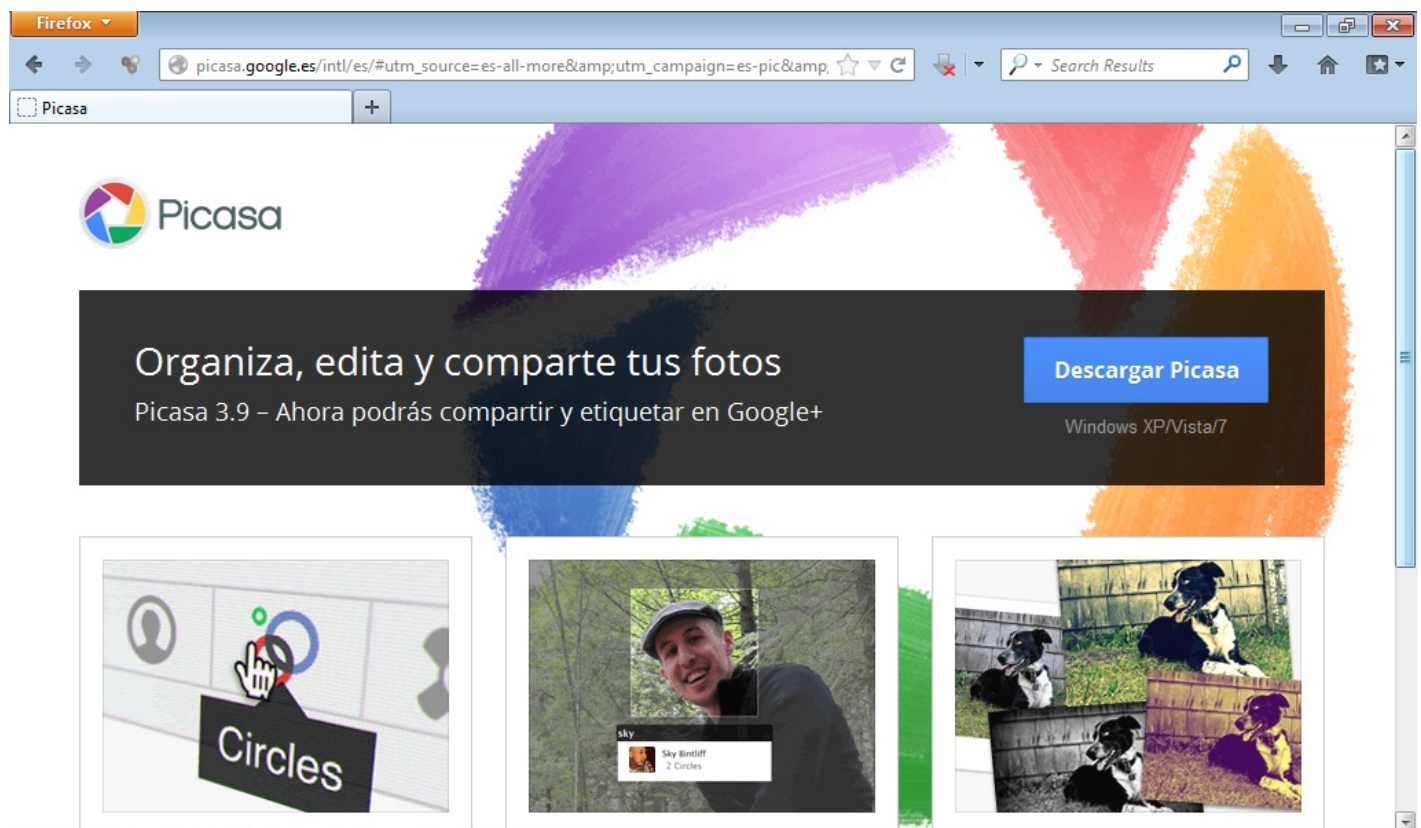 Firefox
picasa.google.es/intl/es/#utm_source=es-all-more&amp;utm_campaign=es-pic&amp;
Search Results
Picasa
Picasa
Organiza, edita y comparte tus fotos
Picasa 3.9 – Ahora podrás compartir y etiquetar en Google+
Descargar Picasa
Windows XP/Vista/7
Circles
sky
Sky Bintliff
2 Circles